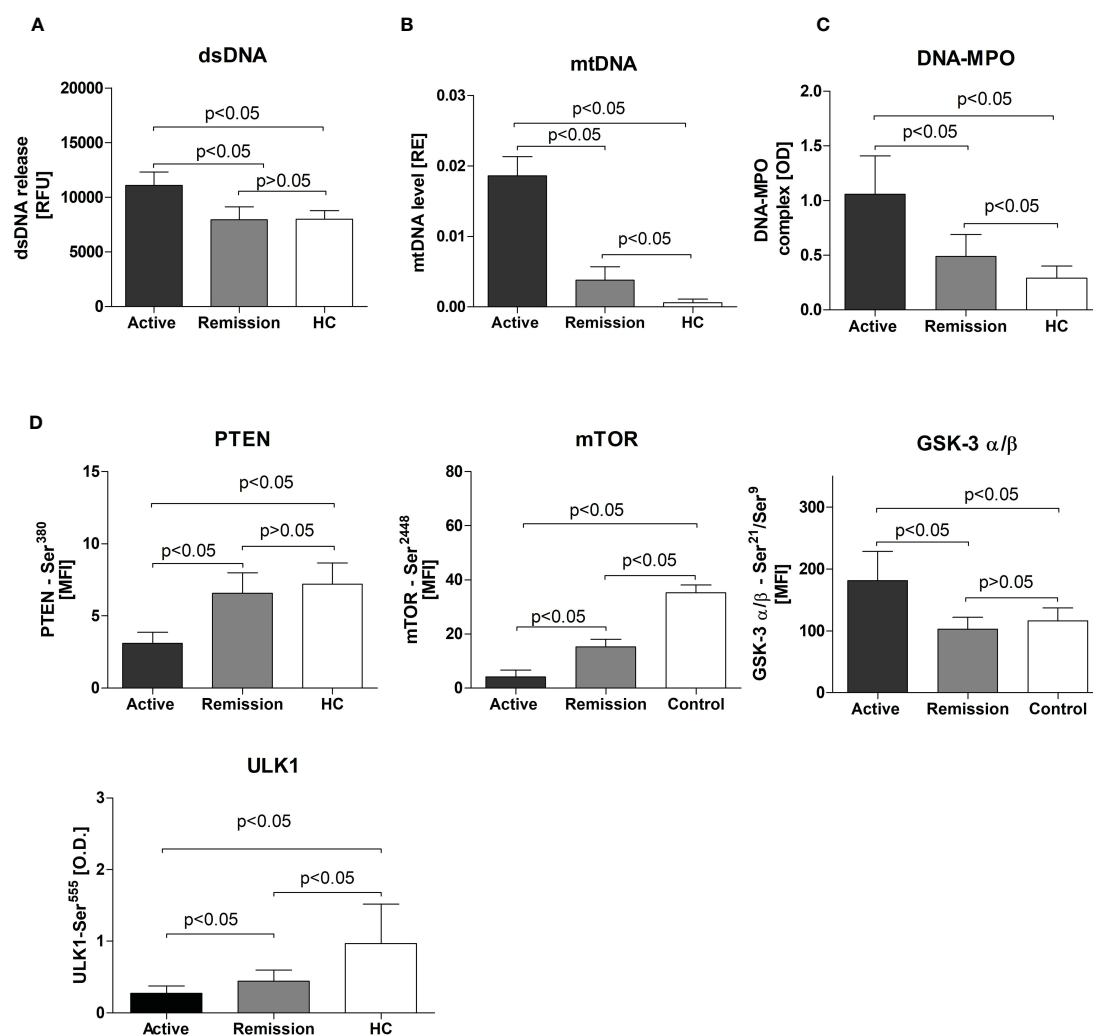 A
dsDNA
20000
15000
10000
5000
0
dsDNA release
[RFU]
p<0.05
p<0.05
p>0.05
Active Remission HC
B
mtDNA
0.03
0.02
0.01
0.00
mtDNA level [RE]
p<0.05
p<0.05
p<0.05
Active Remission HC
C
DNA-MPO
2.0
1.5
1.0
0.5
0.0
DNA-MPO
complex [OD]
p<0.05
p<0.05
p<0.05
Active Remission HC
D
PTEN
15
10
5
0
PTEN - Ser380
[MFI]
p<0.05
p<0.05
p>0.05
Active Remission HC
mTOR
80
60
40
20
0
mTOR - Ser2448
[MFI]
p<0.05
p<0.05
p<0.05
Active Remission Control
GSK-3 α/β
300
200
100
0
GSK-3 α/β - Ser21/Ser9
[MFI]
p<0.05
p<0.05
p>0.05
Active Remission Control
ULK1
3
2
1
0
ULK1-Ser555 [O.D.]
p<0.05
p<0.05
p<0.05
Active Remission HC